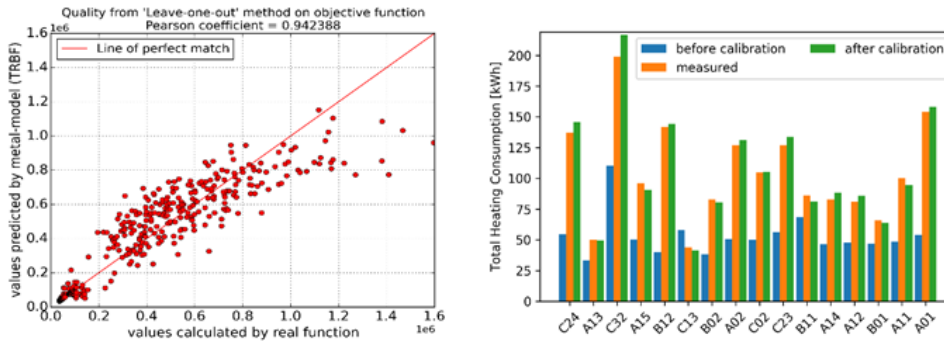 Quality from 'Leave-one-out' method on objective function
Pearson coefficient = 0.942388
1e6
1.6
1.4
1.2
1.0
0.8
0.6
0.4
0.2
0.0
Line of perfect match
values predicted by metal-model (TRBF)
0.0 0.2 0.4 0.6 0.8 1.0 1.2 1.4 1.6
1e6
values calculated by real function
before calibration
measured
after calibration
Total Heating Consumption [kWh]
200
175
150
125
100
75
50
25
0
C24 A13 C32 A15 B12 C13 B02 A02 C02 C23 B11 A14 A12 B01 A11 A01